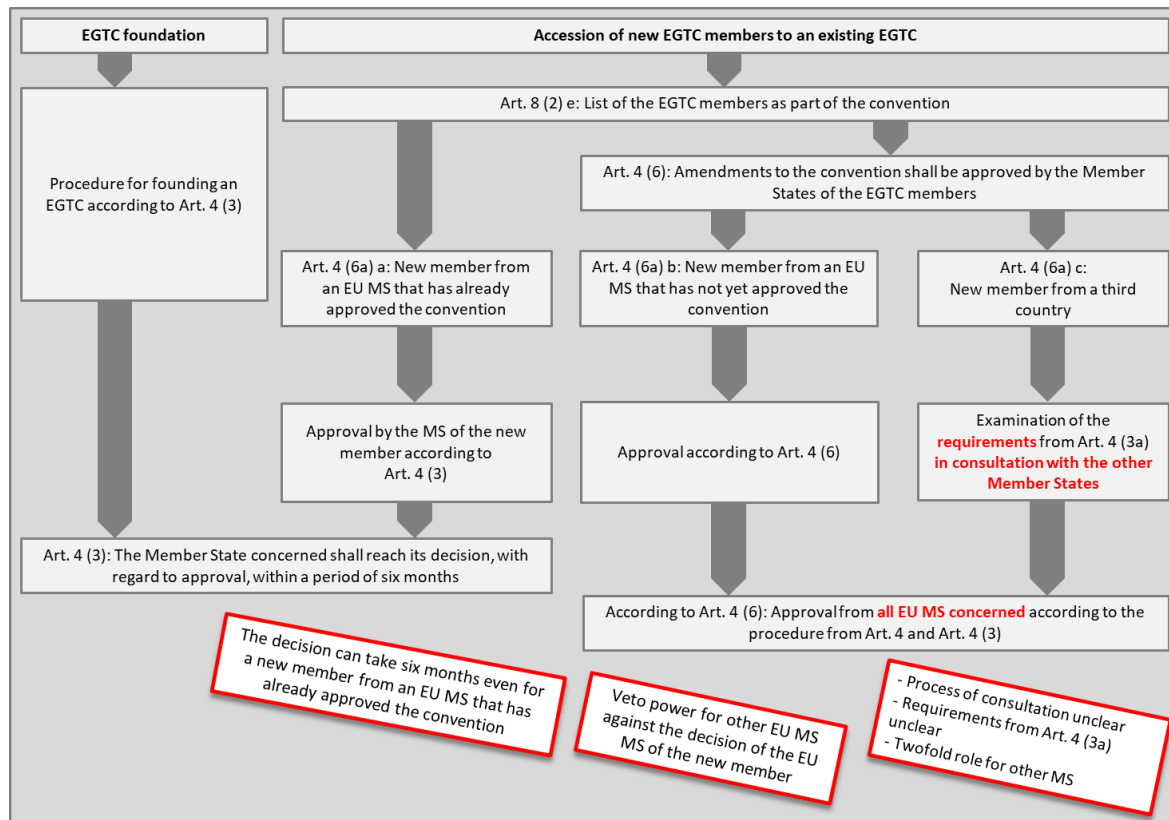 EGTC foundation
Accession of new EGTC members to an existing EGTC
Art. 8 (2) e: List of the EGTC members as part of the convention
Procedure for founding an
EGTC according to Art. 4 (3)
Art. 4 (6): Amendments to the convention shall be approved by the Member
States of the EGTC members
Art. 4 (6a) a: New member from
an EU MS that has already
approved the convention
Art. 4 (6a) b: New member from an EU
MS that has not yet approved the
convention
Art. 4 (6a) c:
New member from a third
country
Approval by the MS of the new
member according to
Art. 4 (3)
Approval according to Art. 4 (6)
Examination of the
requirements from Art. 4 (3a)
in consultation with the other
Member States
Art. 4 (3): The Member State concerned shall reach its decision, with
regard to approval, within a period of six months
According to Art. 4 (6): Approval from all EU MS concerned according to the
procedure from Art. 4 and Art. 4 (3)
The decision can take six months even for
a new member from an EU MS that has
already approved the convention
Veto power for other EU MS
against the decision of the EU
MS of the new member
- Process of consultation unclear
- Requirements from Art. 4 (3a)
unclear
- Twofold role for other MS